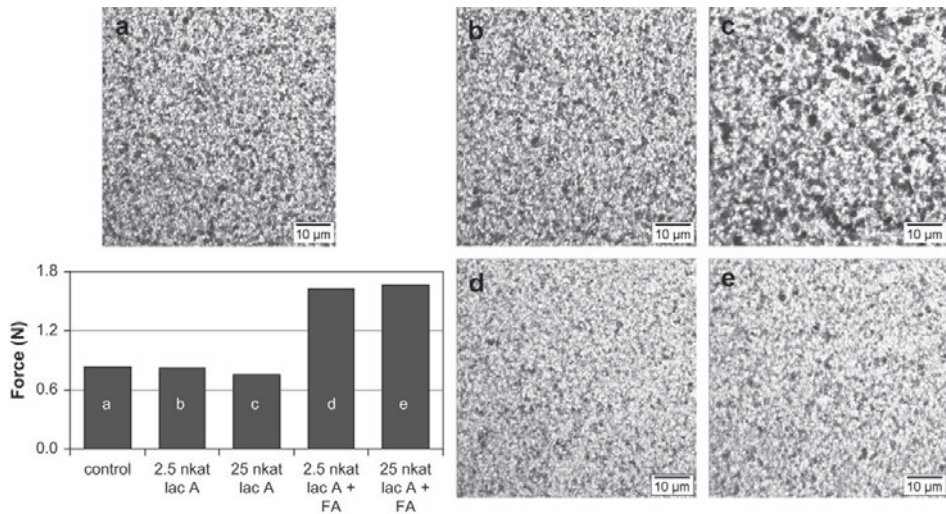 a
10 µm
b
10 µm
c
10 µm
1.8
1.2
0.6
0.0
Force (N)
a
b
c
d
e
control
2.5 nkat
lac A
25 nkat
lac A
2.5 nkat
lac A +
FA
25 nkat
lac A +
FA
d
10 µm
e
10 µm